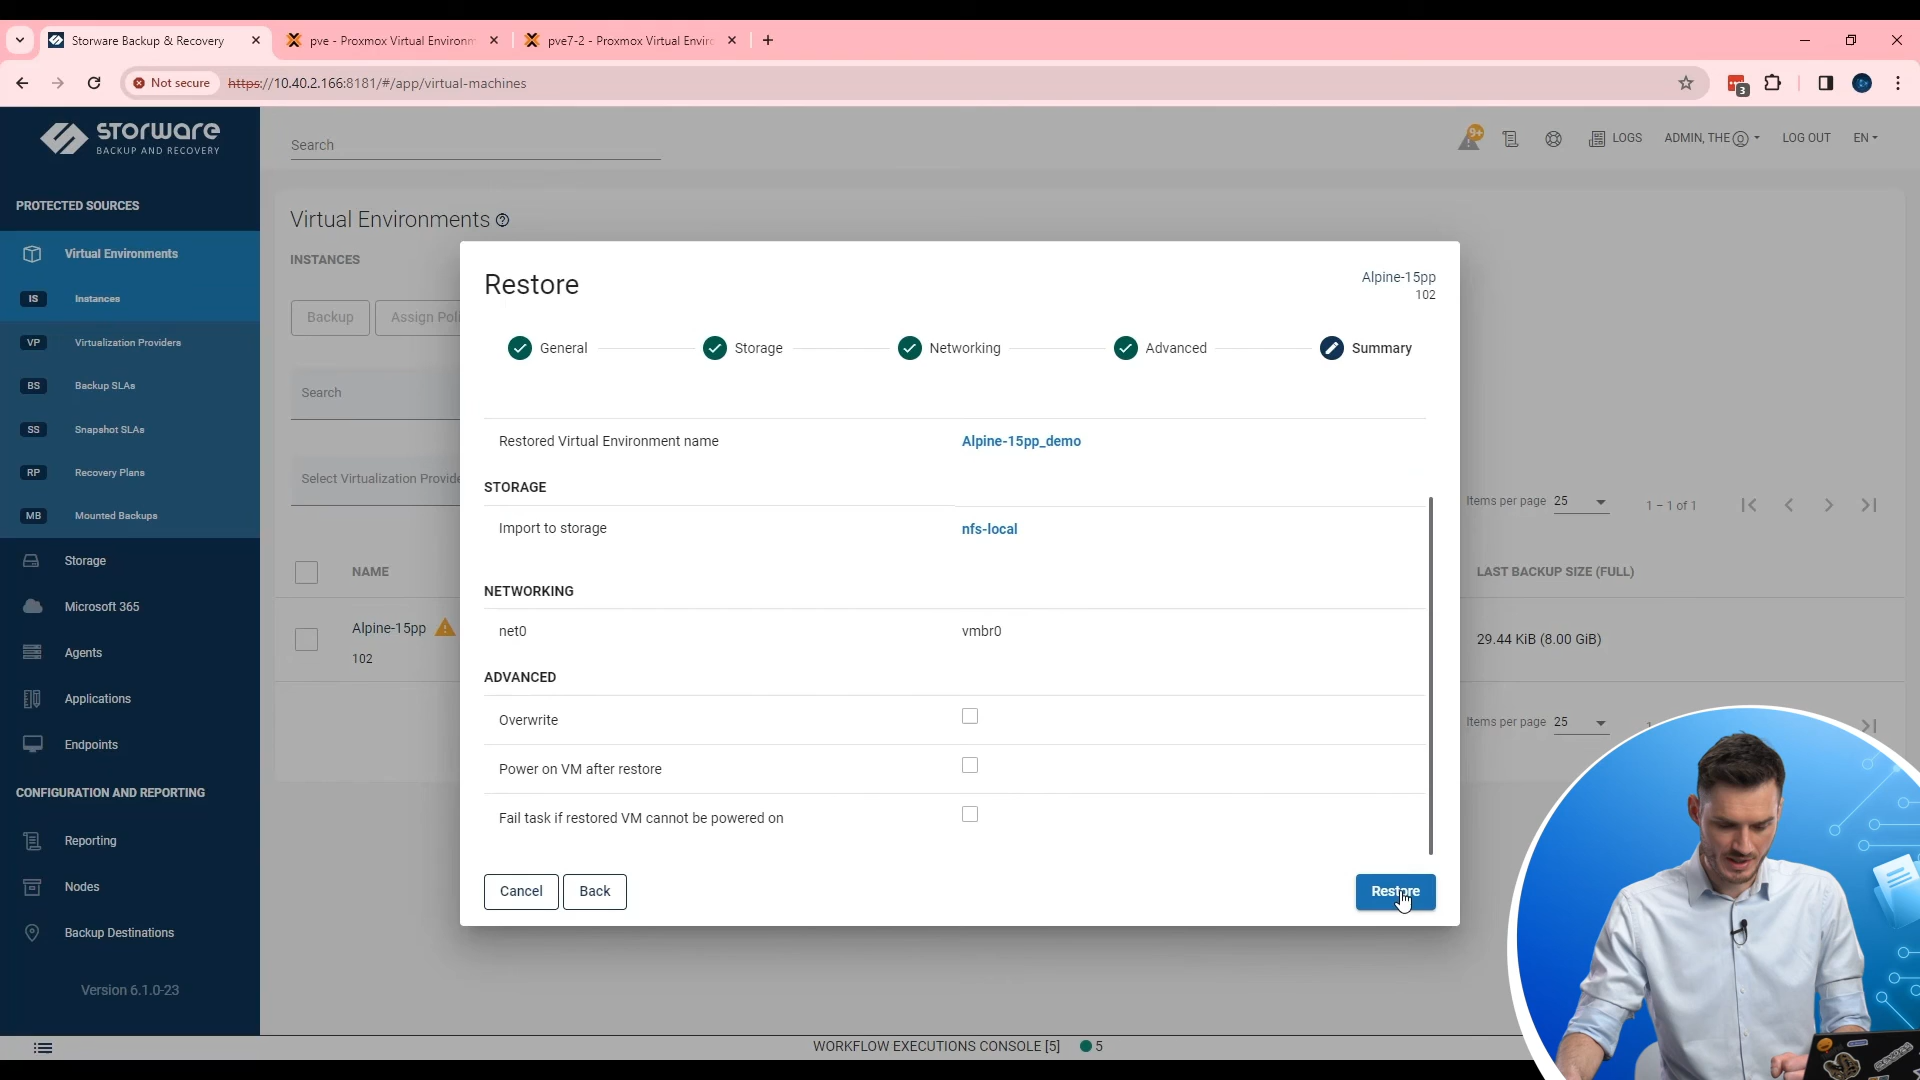 Storware Backup & Recovery
pve - Proxmox Virtual Environm
pve7-2 - Proxmox Virtual Enviro
Not secure
https://10.40.2.166:8181/#/app/virtual-machines
3
STORWARE
BACKUP AND RECOVERY
Search
9+
LOGS
ADMIN, THE
LOG OUT
EN
PROTECTED SOURCES
Virtual Environments
IS
Instances
VP
Virtualization Providers
BS
Backup SLAs
SS
Snapshot SLAs
RP
Recovery Plans
MB
Mounted Backups
Storage
Microsoft 365
Agents
Applications
Endpoints
CONFIGURATION AND REPORTING
Reporting
Nodes
Backup Destinations
Version 6.1.0-23
Virtual Environments
INSTANCES
Backup
Assign Poli
Search
Select Virtualization Provide
Items per page
25
1 – 1 of 1
NAME
LAST BACKUP SIZE (FULL)
Alpine-15pp
102
29.44 KiB (8.00 GiB)
Items per page
25
Restore
Alpine-15pp
102
General
Storage
Networking
Advanced
Summary
Restored Virtual Environment name
Alpine-15pp_demo
STORAGE
Import to storage
nfs-local
NETWORKING
net0
vmbr0
ADVANCED
Overwrite
Power on VM after restore
Fail task if restored VM cannot be powered on
Cancel
Back
Restore
WORKFLOW EXECUTIONS CONSOLE [5]
5